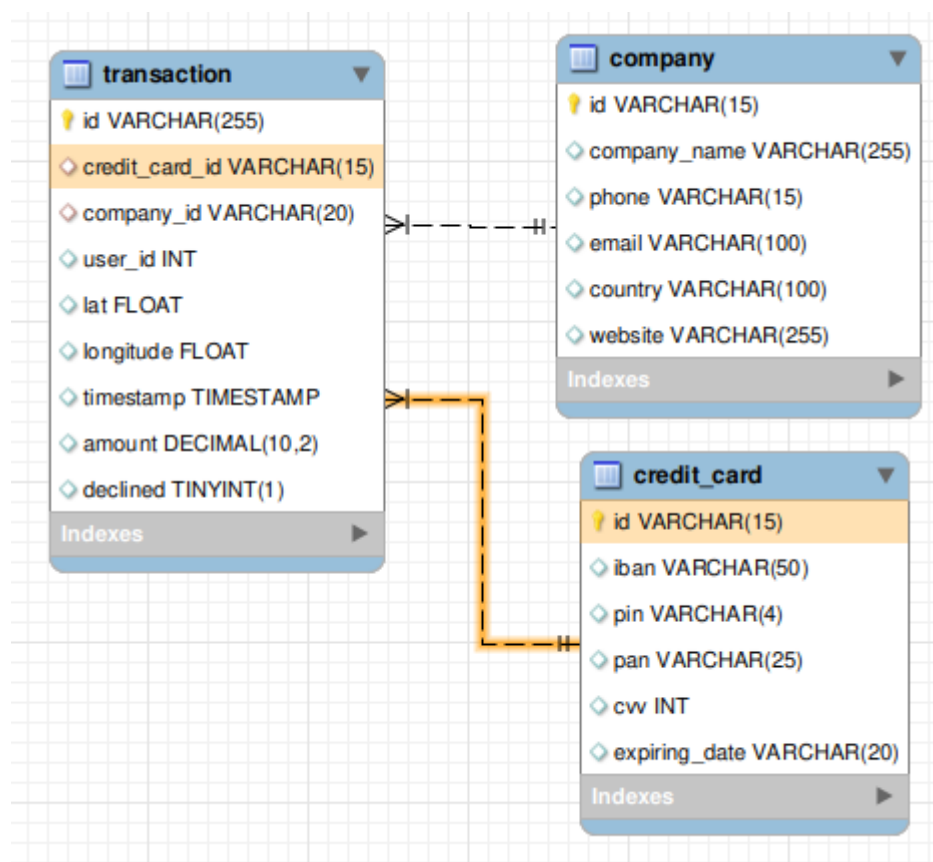 transaction
id VARCHAR(255)
credit_card_id VARCHAR(15)
company_id VARCHAR(20)
user_id INT
lat FLOAT
longitude FLOAT
timestamp TIMESTAMP
amount DECIMAL(10,2)
declined TINYINT(1)
Indexes
company
id VARCHAR(15)
company_name VARCHAR(255)
phone VARCHAR(15)
email VARCHAR(100)
country VARCHAR(100)
website VARCHAR(255)
Indexes
credit_card
id VARCHAR(15)
iban VARCHAR(50)
pin VARCHAR(4)
pan VARCHAR(25)
cvv INT
expiring_date VARCHAR(20)
Indexes